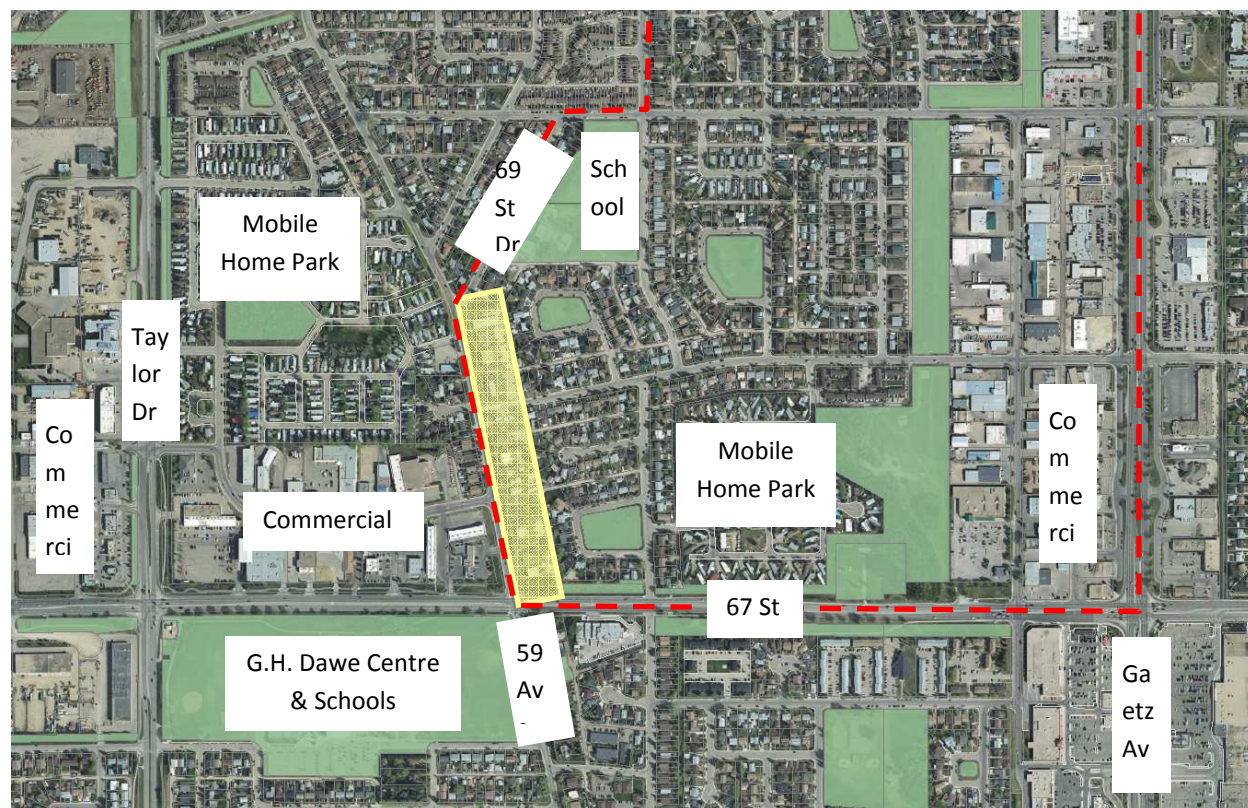 69
St
Dr
Sch
ool
Mobile
Home Park
Tay
lor
Dr
Co
m
me
rci
Commercial
Mobile
Home Park
Co
m
me
rci
67 St
G.H. Dawe Centre
& Schools
59
Av
Ga
etz
Av